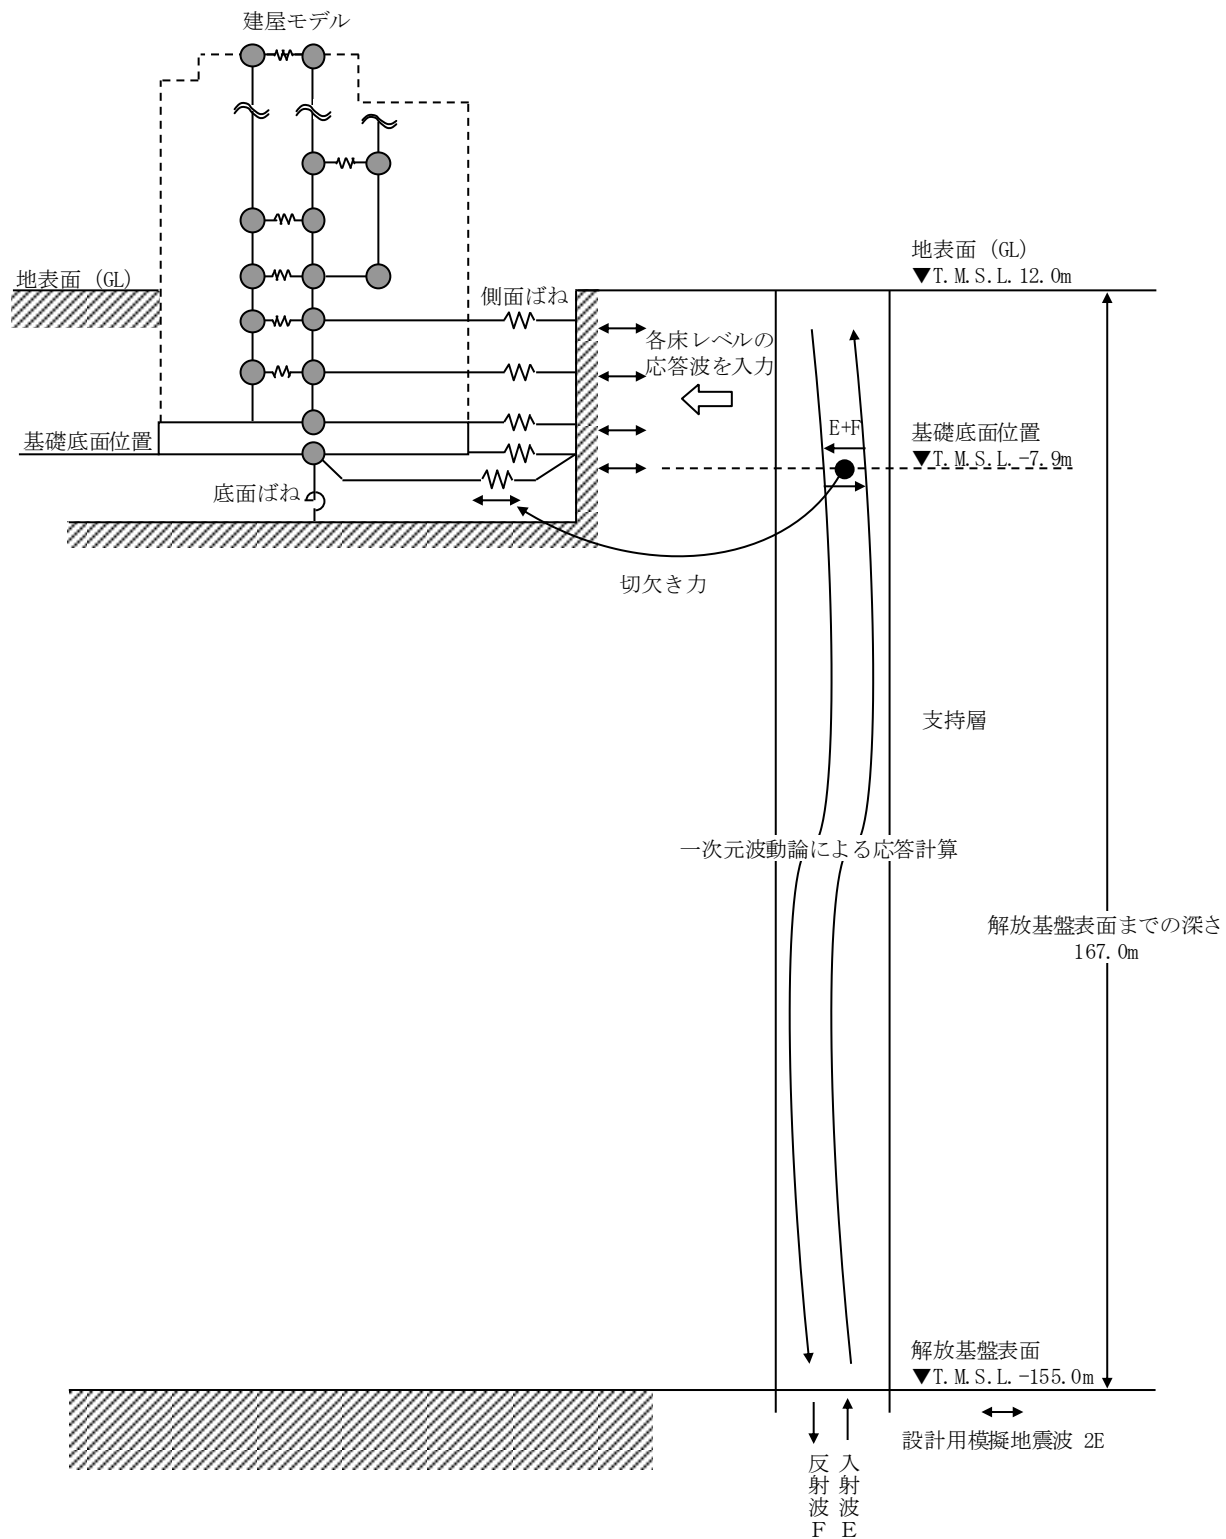 建屋モデル
地表面 (GL)
▼T.M.S.L.12.0m
地表面 (GL)
側面ばね
各床レベルの
応答波を入力
E+F
基礎底面位置
▼T.M.S.L.-7.9m
基礎底面位置
底面ばね
切欠き力
支持層
一次元波動論による応答計算
解放基盤表面までの深さ
167.0m
解放基盤表面
▼T.M.S.L.-155.0m
設計用模擬地震波 2E
反射波F
入射波E